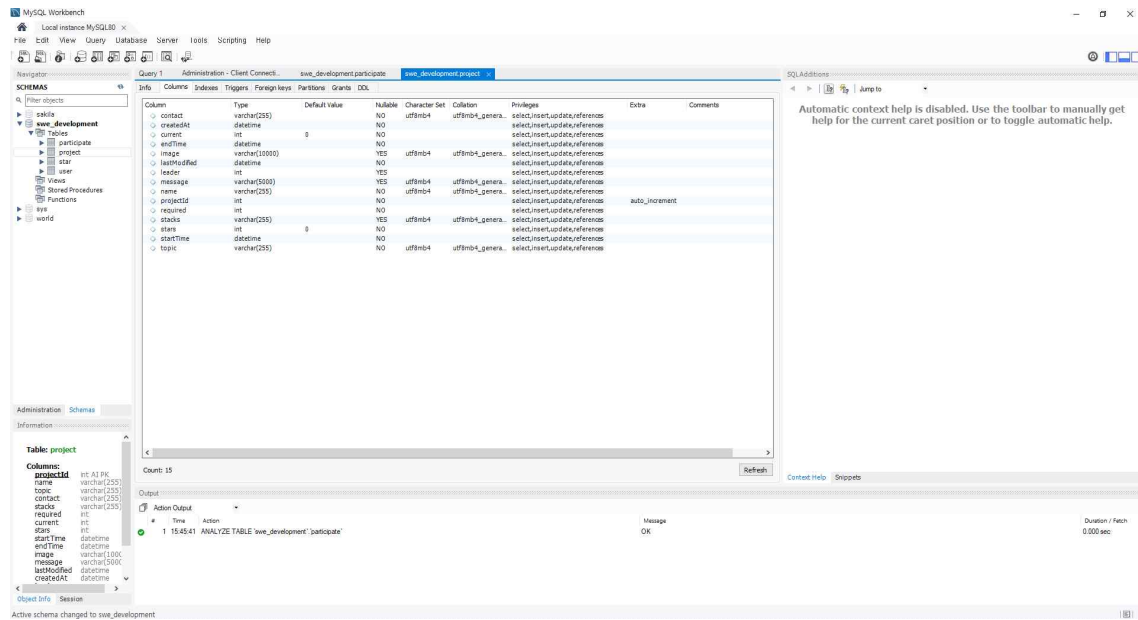 MySQL Workbench
Local instance MySQL80 ×
File Edit View Query Database Server Tools Scripting Help
Navigator
SCHEMAS
Filter objects
sakila
swe_development
Tables
participate
project
star
user
Views
Stored Procedures
Functions
sys
world
Administration Schemas
Query 1 Administration - Client Connecti... swe_development.participate swe_development.project ×
Info Columns Indexes Triggers Foreign keys Partitions Grants DDL
Column Type Default Value Nullable Character Set Collation Privileges Extra Comments
contact varchar(255) NO utf8mb4 utf8mb4_genera... select,insert,update,references
createdAt datetime NO select,insert,update,references
current int 0 NO select,insert,update,references
endTime datetime NO select,insert,update,references
image varchar(10000) YES utf8mb4 utf8mb4_genera... select,insert,update,references
lastModified datetime NO select,insert,update,references
leader int YES select,insert,update,references
message varchar(5000) YES utf8mb4 utf8mb4_genera... select,insert,update,references
name varchar(255) NO utf8mb4 utf8mb4_genera... select,insert,update,references
projectId int NO select,insert,update,references auto_increment
required int NO select,insert,update,references
stacks varchar(255) YES utf8mb4 utf8mb4_genera... select,insert,update,references
stars int 0 NO select,insert,update,references
startTime datetime NO select,insert,update,references
topic varchar(255) NO utf8mb4 utf8mb4_genera... select,insert,update,references
Count: 15 Refresh
SQLAdditions
Jump to
Automatic context help is disabled. Use the toolbar to manually get
help for the current caret position or to toggle automatic help.
Context Help Snippets
Information
Table: project
Columns:
projectId int AI PK
name varchar(255)
topic varchar(255)
contact varchar(255)
stacks varchar(255)
required int
current int
stars int
startTime datetime
endTime datetime
image varchar(1000
message varchar(5000
lastModified datetime
createdAt datetime
Object Info Session
Output
Action Output
# Time Action Message Duration / Fetch
1 15:45:41 ANALYZE TABLE `swe_development`.`participate` OK 0.000 sec
Active schema changed to swe_development